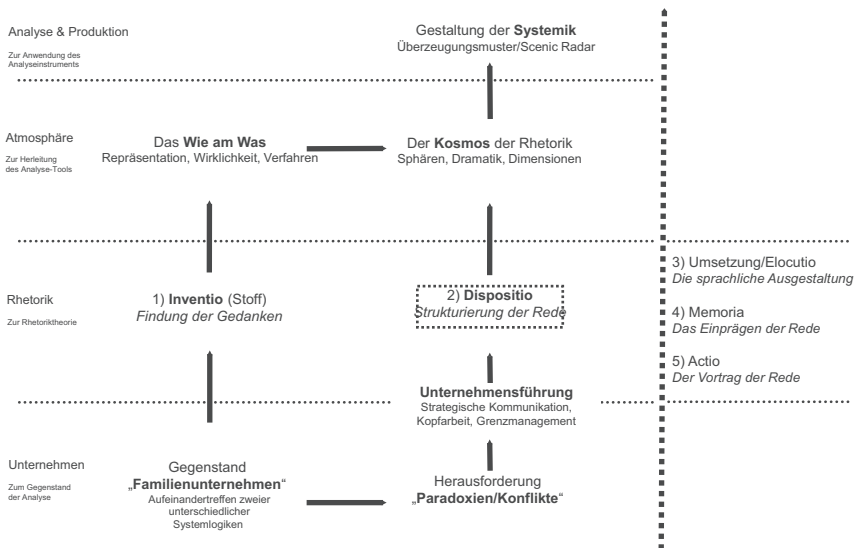 Analyse & Produktion
Zur Anwendung des
Analyseinstruments
Gestaltung der Systemik
Überzeugungsmuster/Scenic Radar
Atmosphäre
Zur Herleitung
des Analyse-Tools
Das Wie am Was
Repräsentation, Wirklichkeit, Verfahren
Der Kosmos der Rhetorik
Sphären, Dramatik, Dimensionen
Rhetorik
Zur Rhetoriktheorie
1) Inventio (Stoff)
Findung der Gedanken
2) Dispositio
Strukturierung der Rede
3) Umsetzung/Elocutio
Die sprachliche Ausgestaltung
4) Memoria
Das Einprägen der Rede
5) Actio
Der Vortrag der Rede
Unternehmensführung
Strategische Kommunikation,
Kopfarbeit, Grenzmanagement
Unternehmen
Zum Gegenstand
der Analyse
Gegenstand
„Familienunternehmen“
Aufeinandertreffen zweier
unterschiedlicher
Systemlogiken
Herausforderung
„Paradoxien/Konflikte“